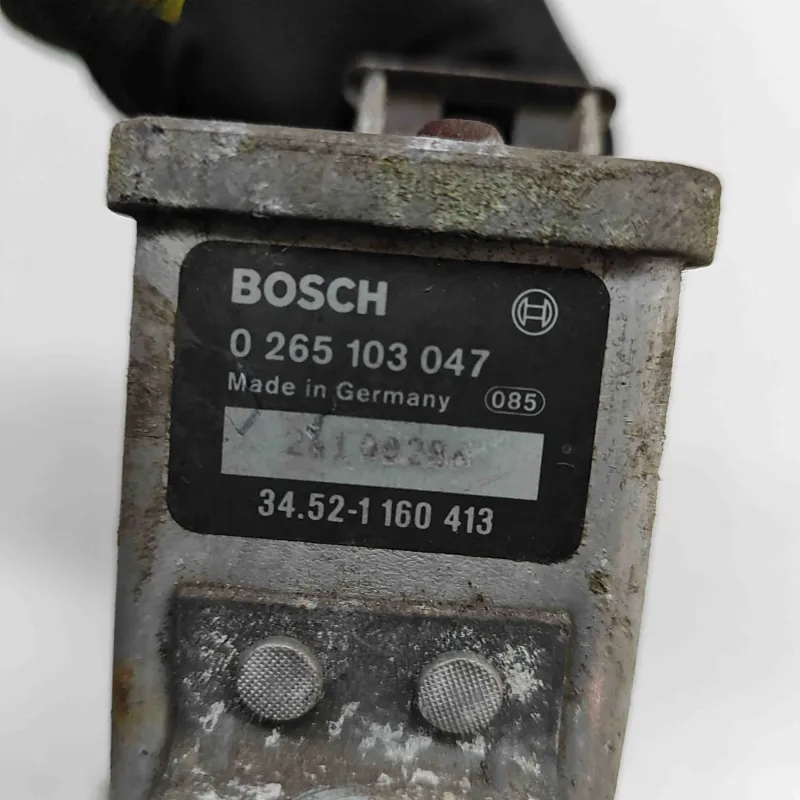 BOSCH
0 265 103 047
Made in Germany 085
34.52-1 160 413